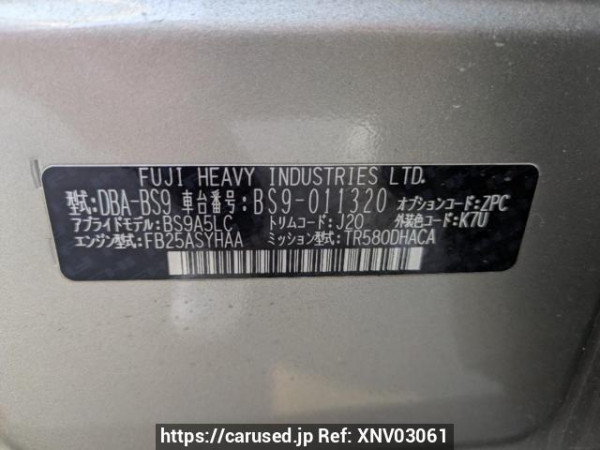 FUJI HEAVY INDUSTRIES LTD.
型式:DBA-BS9 車台番号:BS9-011320 オプションコード:ZPC
アプライドモデル:BS9A5LC トリムコード:J20 外装色コード:K7U
エンジン型式:FB25ASYHAA ミッション型式:TR580DHACA
https://carused.jp Ref: XNV03061